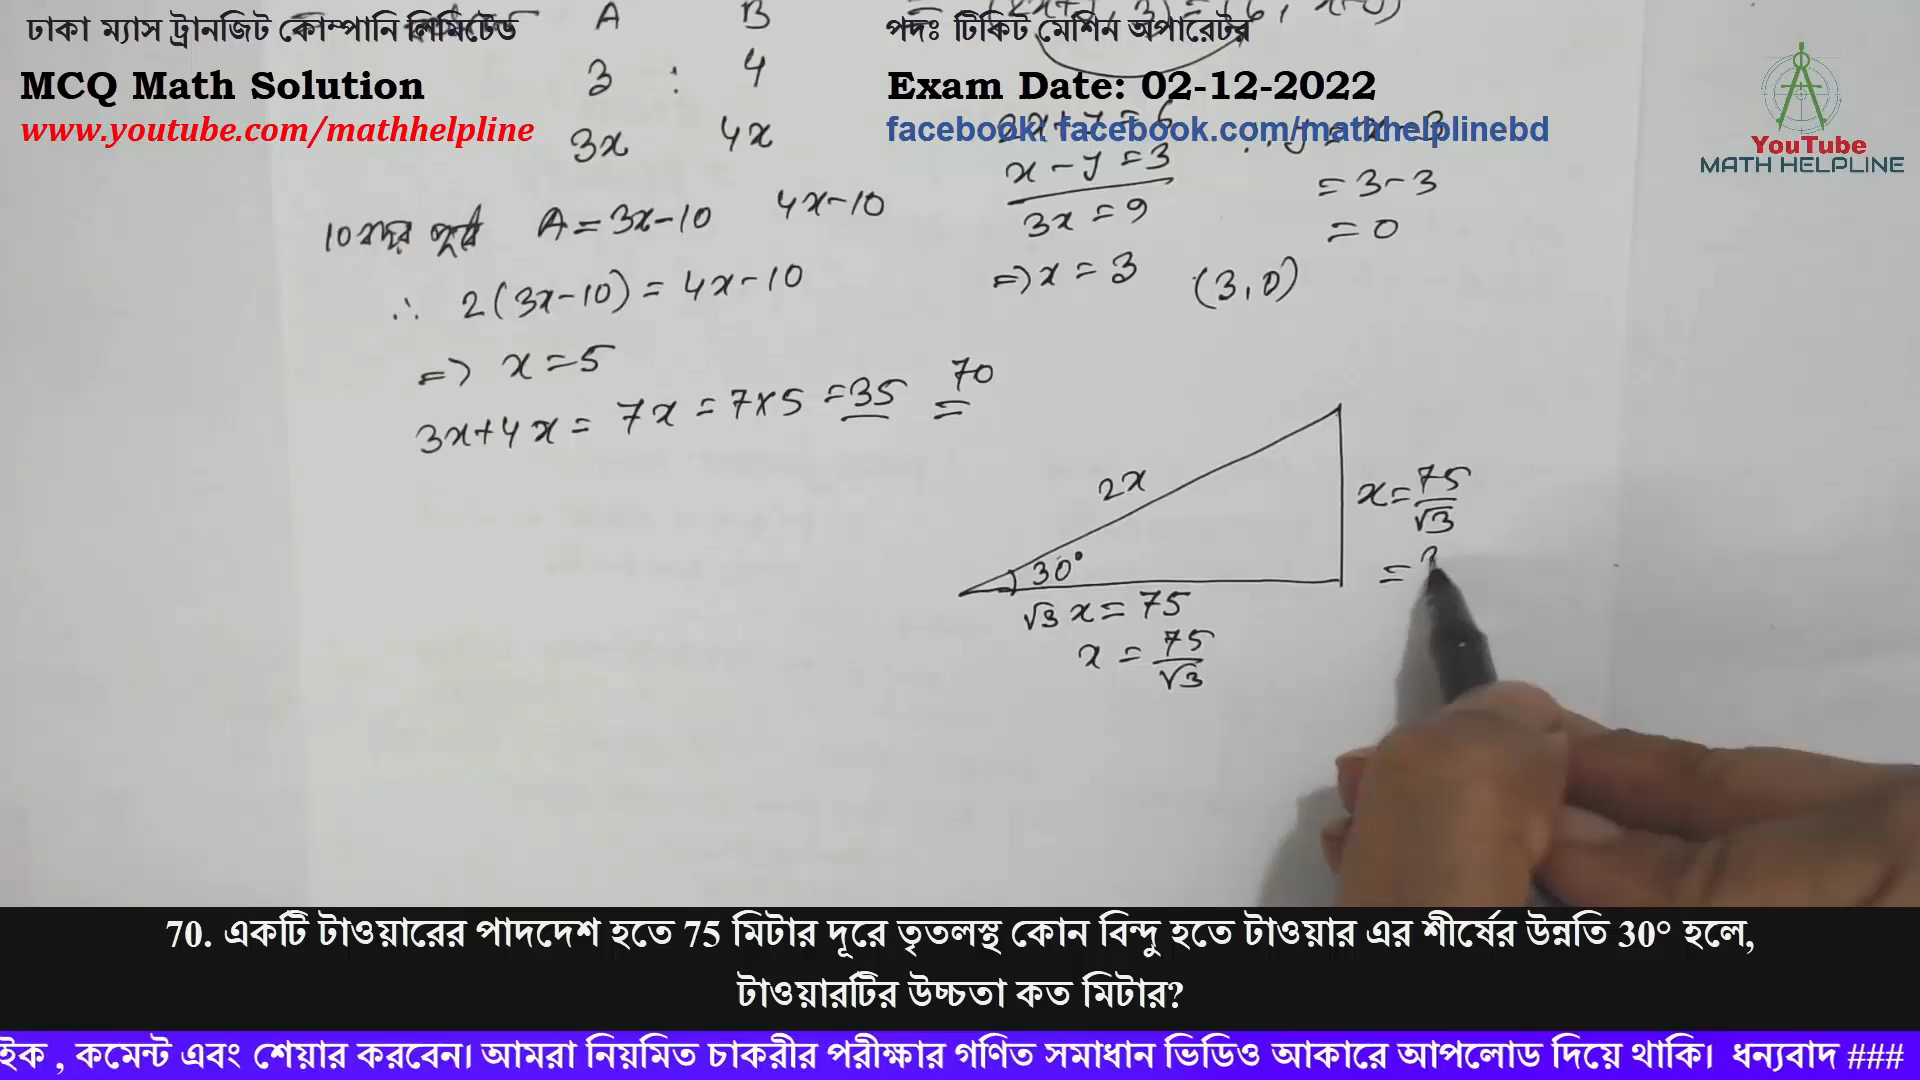 ঢাকা ম্যাস ট্রানজিট কোম্পানি লিমিটেড
পদঃ টিকিট মেশিন অপারেটর
MCQ Math Solution
Exam Date: 02-12-2022
www.youtube.com/mathhelpline
facebook/ facebook.com/mathhelplinebd
YouTube
MATH HELPLINE
A B
3 : 4
3x 4x
A = 3x-10 4x-10
∴ 2(3x-10) = 4x-10
=> x = 5
3x+4x = 7x = 7x5 = 35 = 70
2x+y=6
x-y=3
3x=9
=> x = 3
= 3-3
= 0
(3,0)
2x
30°
√3 x = 75
x = 75/√3
x = 75/√3
=
70. একটি টাওয়ারের পাদদেশ হতে 75 মিটার দূরে তৃতলস্থ কোন বিন্দু হতে টাওয়ার এর শীর্ষের উন্নতি 30° হলে,
টাওয়ারটির উচ্চতা কত মিটার?
ইক , কমেন্ট এবং শেয়ার করবেন। আমরা নিয়মিত চাকরীর পরীক্ষার গণিত সমাধান ভিডিও আকারে আপলোড দিয়ে থাকি। ধন্যবাদ ###